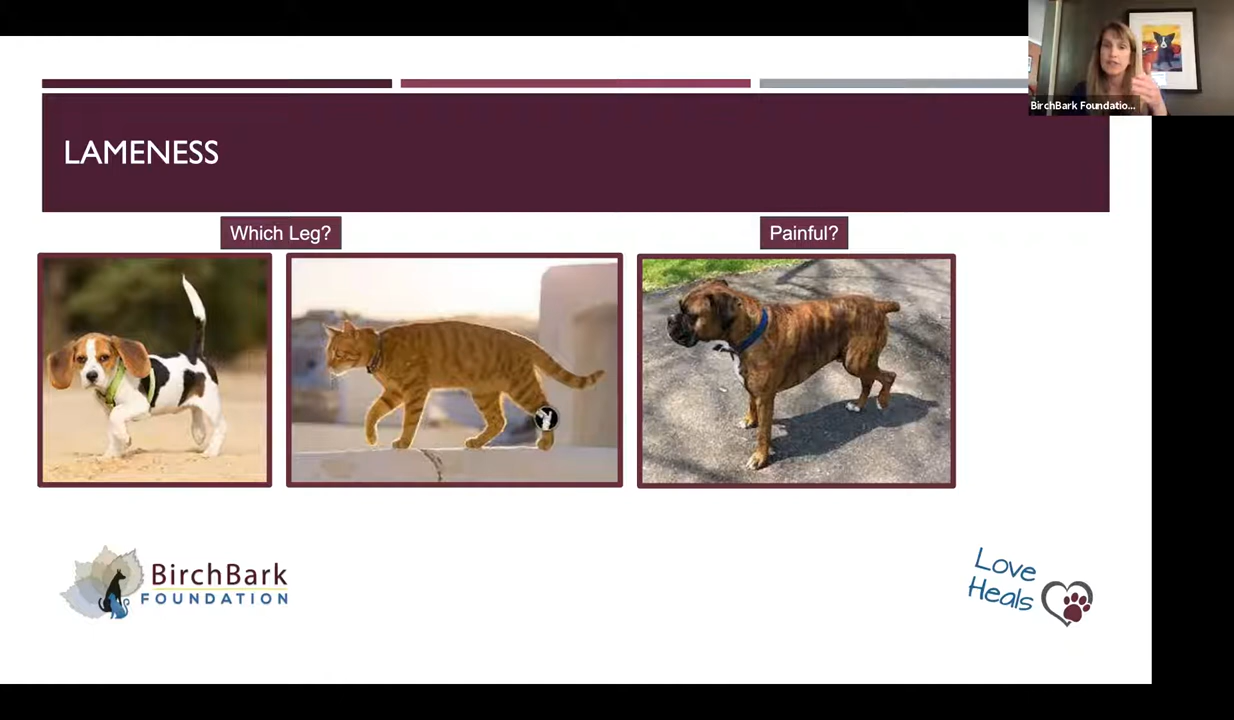 BirchBark Foundatio...
LAMENESS
Which Leg?
Painful?
BirchBark
FOUNDATION
Love
Heals